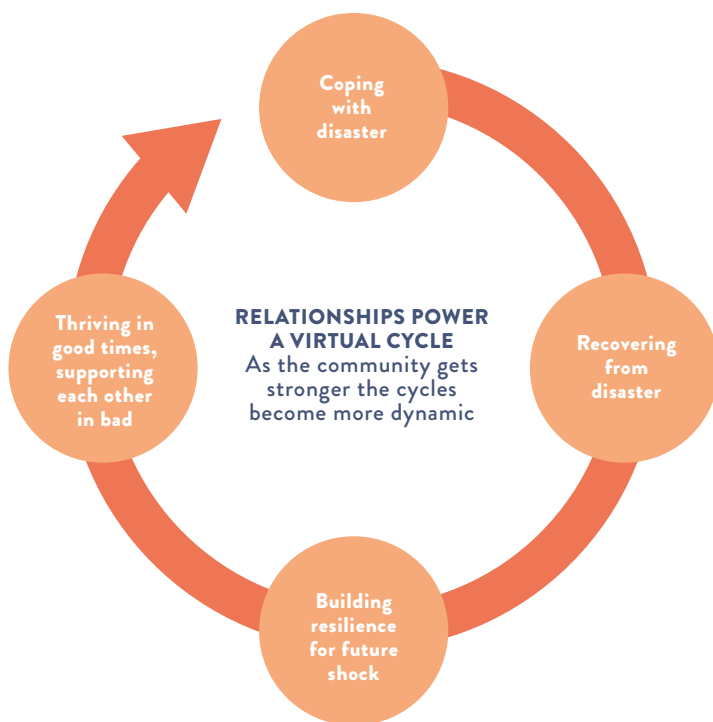 Coping
with
disaster
Recovering
from
disaster
Building
resilience
for future
shock
Thriving in
good times,
supporting
each other
in bad
RELATIONSHIPS POWER
A VIRTUAL CYCLE
As the community gets
stronger the cycles
become more dynamic